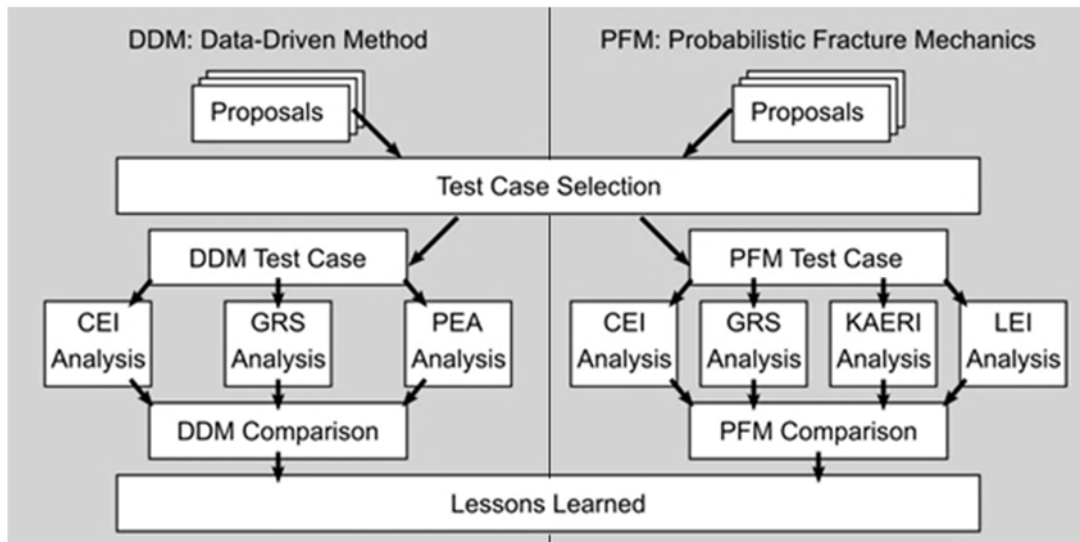 DDM: Data-Driven Method
PFM: Probabilistic Fracture Mechanics
Proposals
Proposals
Test Case Selection
DDM Test Case
PFM Test Case
CEI
Analysis
GRS
Analysis
PEA
Analysis
CEI
Analysis
GRS
Analysis
KAERI
Analysis
LEI
Analysis
DDM Comparison
PFM Comparison
Lessons Learned